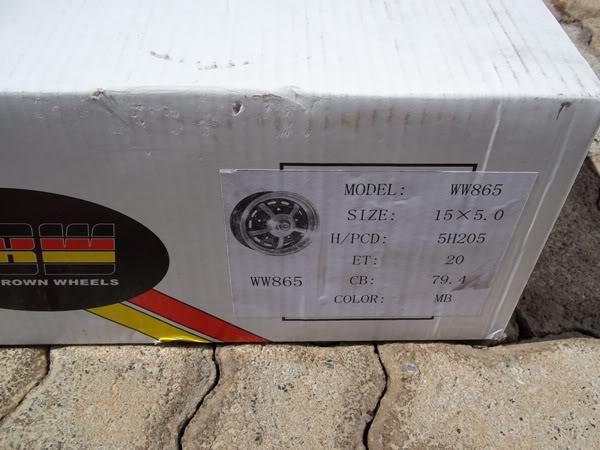 MODEL: WW865
SIZE: 15×5.0
H/PCD: 5H205
ET: 20
CB: 79.4
COLOR: MB
WW865
ROWN WHEELS